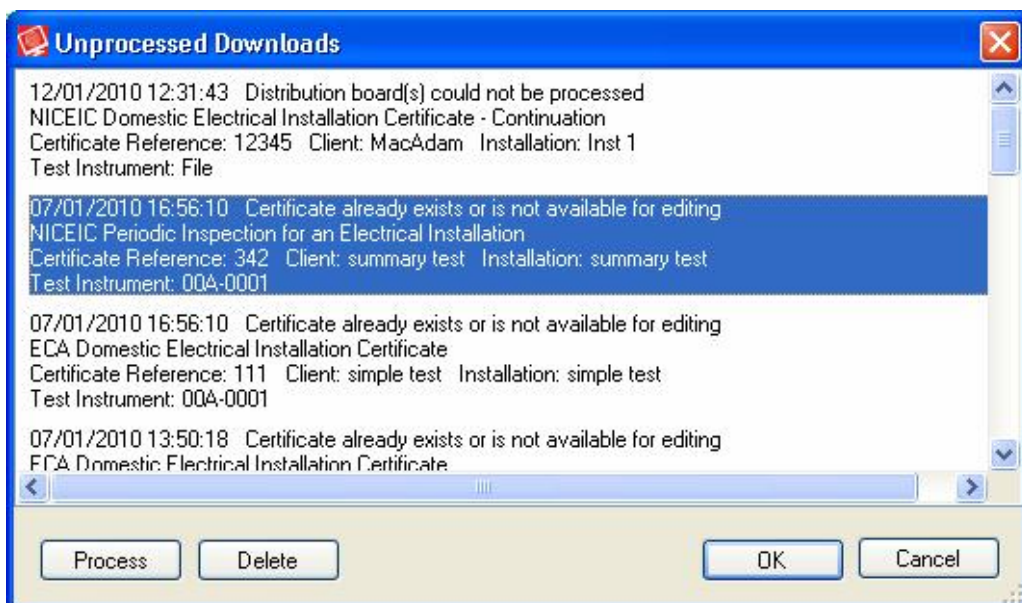 Unprocessed Downloads
12/01/2010 12:31:43 Distribution board(s) could not be processed
NICEIC Domestic Electrical Installation Certificate - Continuation
Certificate Reference: 12345 Client: MacAdam Installation: Inst 1
Test Instrument: File
07/01/2010 16:56:10 Certificate already exists or is not available for editing
NICEIC Periodic Inspection for an Electrical Installation
Certificate Reference: 342 Client: summary test Installation: summary test
Test Instrument: 00A-0001
07/01/2010 16:56:10 Certificate already exists or is not available for editing
ECA Domestic Electrical Installation Certificate
Certificate Reference: 111 Client: simple test Installation: simple test
Test Instrument: 00A-0001
07/01/2010 13:50:18 Certificate already exists or is not available for editing
ECA Domestic Electrical Installation Certificate
Process Delete OK Cancel